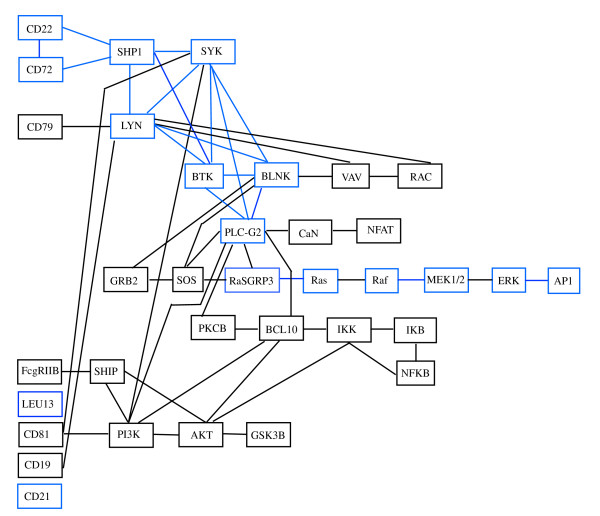 CD22
SHP1
SYK
CD72
CD79
LYN
BTK
BLNK
VAV
RAC
PLC-G2
CaN
NFAT
GRB2
SOS
RaSGRP3
Ras
Raf
MEK1/2
ERK
AP1
PKCB
BCL10
IKK
IKB
FcgRIIB
SHIP
NFKB
LEU13
CD81
PI3K
AKT
GSK3B
CD19
CD21